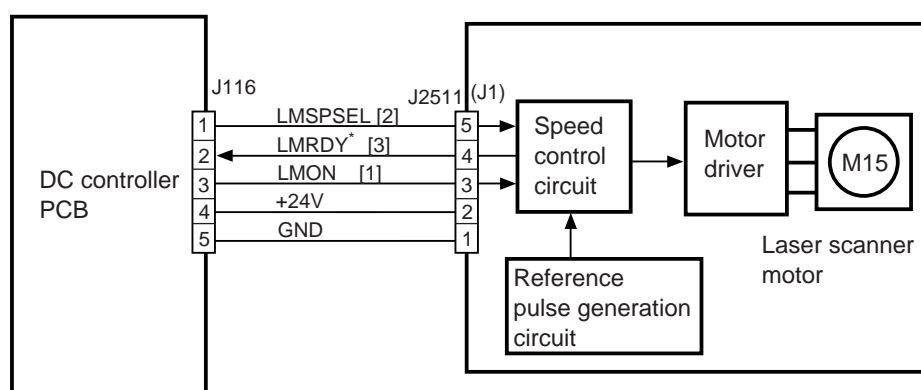 J116
J2511 (J1)
1 LMSPSEL [2] 5
2 LMRDY* [3] 4
3 LMON [1] 3
4 +24V 2
5 GND 1
DC controller
PCB
Speed
control
circuit
Motor
driver
M15
Laser scanner
motor
Reference
pulse generation
circuit